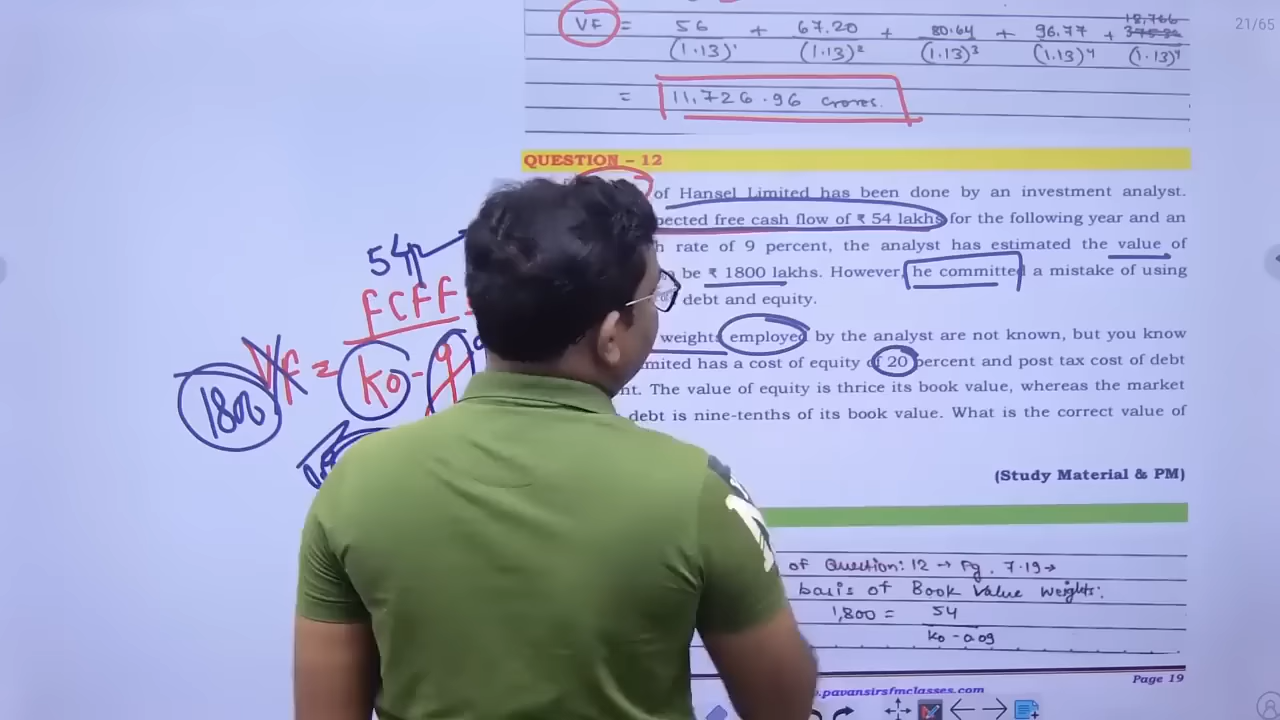 21/65
VF = 56 + 67.20 + 80.64 + 96.77 + 12,766
(1.13)¹ (1.13)² (1.13)³ (1.13)⁴ (1.13)⁴
= 11,726.96 crores.
QUESTION – 12
of Hansel Limited has been done by an investment analyst.
pected free cash flow of ₹ 54 lakhs for the following year and an
h rate of 9 percent, the analyst has estimated the value of
be ₹ 1800 lakhs. However, he committed a mistake of using
debt and equity.
weights employed by the analyst are not known, but you know
mited has a cost of equity of 20 percent and post tax cost of debt
nt. The value of equity is thrice its book value, whereas the market
debt is nine-tenths of its book value. What is the correct value of
(Study Material & PM)
54
FCFF
Vf = ko - g
1800
of Question: 12 → Pg. 7.19 →
basis of Book Value Weights:
1,800 = 54
ko - 0.09
Page 19
.pavansirsfmclasses.com